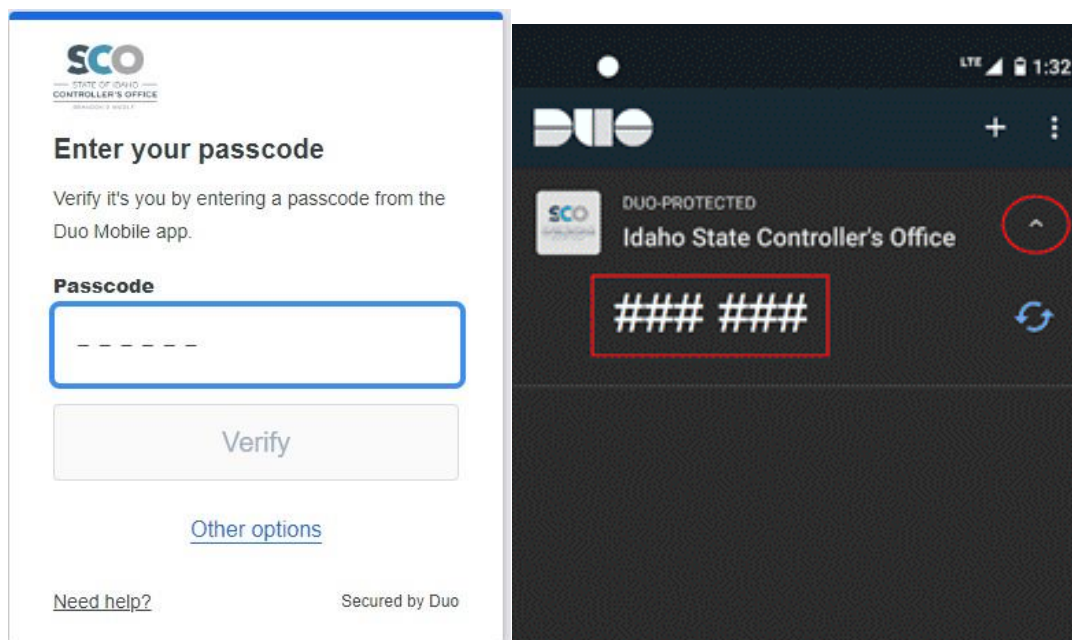 SCO
STATE OF IDAHO
CONTROLLER'S OFFICE
Enter your passcode
Verify it's you by entering a passcode from the
Duo Mobile app.
Passcode
- - - - - -
Verify
Other options
Need help?
Secured by Duo
LTE 1:32
DUO
SCO
DUO-PROTECTED
Idaho State Controller's Office
### ###